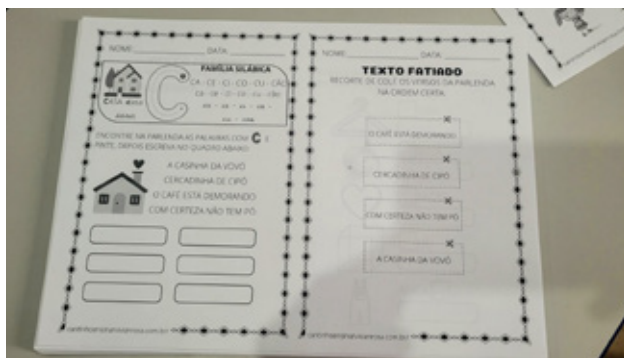 NOME: DATA:
FAMÍLIA SILÁBICA
CA - CE - CI - CO - CU - CÃO
C
CASA
ENCONTRE NA PARLENDA AS PALAVRAS COM C E
PINTE. DEPOIS ESCREVA NO QUADRO ABAIXO:
A CASINHA DA VOVÓ
CERCADINHA DE CIPÓ
O CAFÉ ESTÁ DEMORANDO
COM CERTEZA NÃO TEM PÓ
NOME: DATA:
TEXTO FATIADO
RECORTE DE COLE OS VERSOS DA PARLENDA
NA ORDEM CERTA.
O CAFÉ ESTÁ DEMORANDO
CERCADINHA DE CIPÓ
COM CERTEZA NÃO TEM PÓ
A CASINHA DA VOVÓ